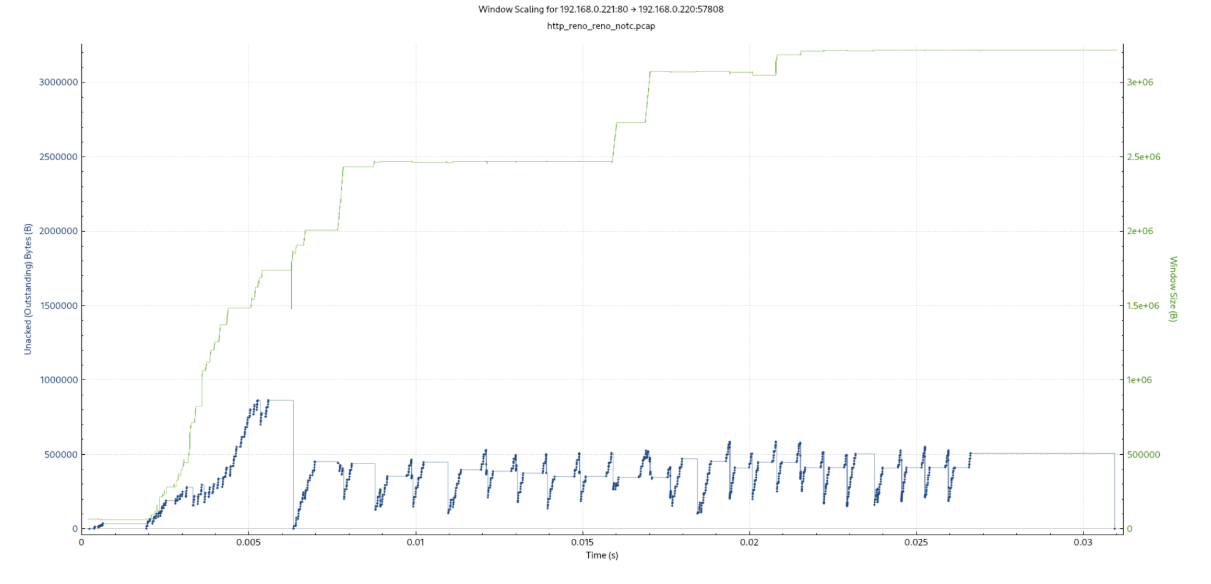 Window Scaling for 192.168.0.221:80 → 192.168.0.220:57808
http_reno_reno_notc.pcap
3000000
2500000
2000000
1500000
1000000
500000
0
Unacked (Outstanding) Bytes (B)
3e+06
2.5e+06
2e+06
1.5e+06
1e+06
500000
0
Window Size (B)
0
0.005
0.01
0.015
0.02
0.025
0.03
Time (s)